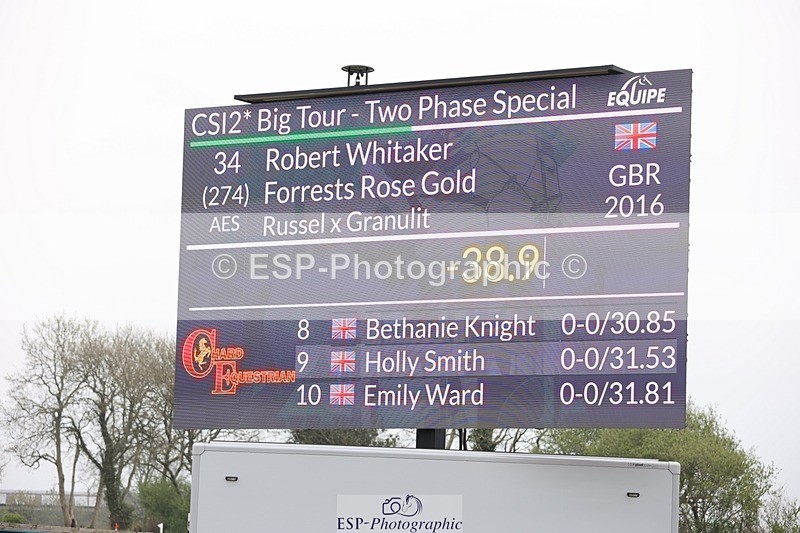 CSI2* Big Tour - Two Phase Special
EQUIPE
34 Robert Whitaker
(274) Forrests Rose Gold GBR
AES Russel x Granulit 2016
-38.9
© ESP-Photographic ©
8 Bethanie Knight 0-0/30.85
9 Holly Smith 0-0/31.53
10 Emily Ward 0-0/31.81
CHARD
EQUESTRIAN
ESP-Photographic